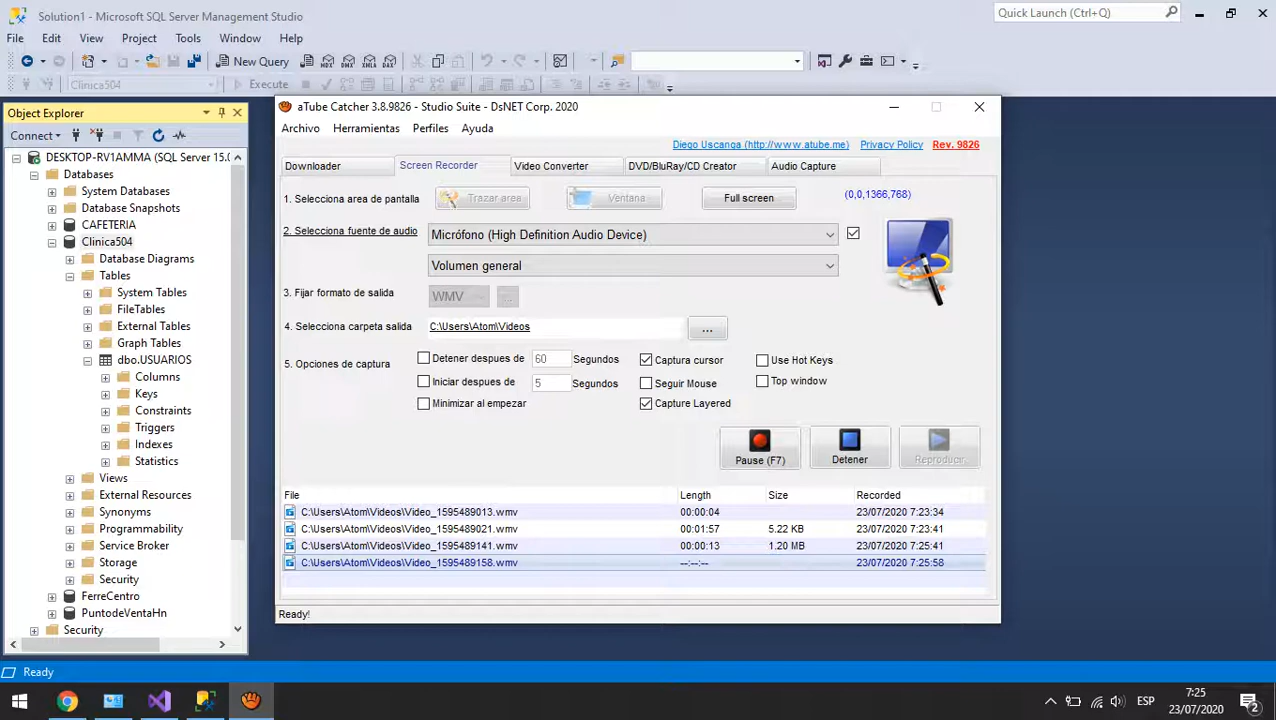 Solution1 - Microsoft SQL Server Management Studio
Quick Launch (Ctrl+Q)
File Edit View Project Tools Window Help
New Query
MDX DMX XMLA DAX
Clinica504
Execute
Object Explorer
Connect
DESKTOP-RV1AMMA (SQL Server 15.0
Databases
System Databases
Database Snapshots
CAFETERIA
Clinica504
Database Diagrams
Tables
System Tables
FileTables
External Tables
Graph Tables
dbo.USUARIOS
Columns
Keys
Constraints
Triggers
Indexes
Statistics
Views
External Resources
Synonyms
Programmability
Service Broker
Storage
Security
FerreCentro
PuntodeVentaHn
Security
aTube Catcher 3.8.9826 - Studio Suite - DsNET Corp. 2020
Archivo Herramientas Perfiles Ayuda
Diego Uscanga (http://www.atube.me) Privacy Policy Rev. 9826
Downloader Screen Recorder Video Converter DVD/BluRay/CD Creator Audio Capture
1. Selecciona area de pantalla Trazar area Ventana Full screen (0,0,1366,768)
2. Selecciona fuente de audio Micrófono (High Definition Audio Device)
Volumen general
3. Fijar formato de salida WMV ...
4. Selecciona carpeta salida C:\Users\Atom\Videos ...
5. Opciones de captura Detener despues de 60 Segundos Captura cursor Use Hot Keys
Iniciar despues de 5 Segundos Seguir Mouse Top window
Minimizar al empezar Capture Layered
Pause (F7) Detener Reproducir
File Length Size Recorded
C:\Users\Atom\Videos\Video_1595489013.wmv 00:00:04 23/07/2020 7:23:34
C:\Users\Atom\Videos\Video_1595489021.wmv 00:01:57 5.22 KB 23/07/2020 7:23:41
C:\Users\Atom\Videos\Video_1595489141.wmv 00:00:13 1.20 MB 23/07/2020 7:25:41
C:\Users\Atom\Videos\Video_1595489158.wmv --:--:-- 23/07/2020 7:25:58
Ready!
Ready
ESP
7:25
23/07/2020
2